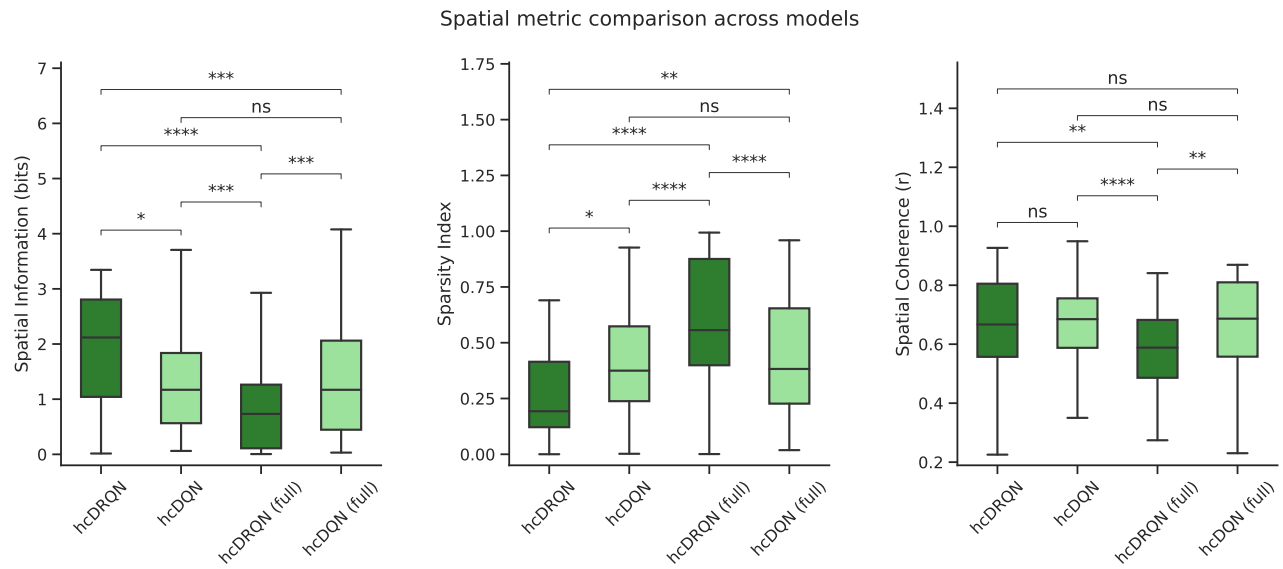 Spatial metric comparison across models
Spatial Information (bits)
7
6
5
4
3
2
1
0
***
ns
****
***
***
*
hcDRQN
hcDQN
hcDRQN (full)
hcDQN (full)
Sparsity Index
1.75
1.50
1.25
1.00
0.75
0.50
0.25
0.00
**
ns
****
****
****
*
hcDRQN
hcDQN
hcDRQN (full)
hcDQN (full)
Spatial Coherence (r)
1.4
1.2
1.0
0.8
0.6
0.4
0.2
ns
ns
**
**
****
ns
hcDRQN
hcDQN
hcDRQN (full)
hcDQN (full)